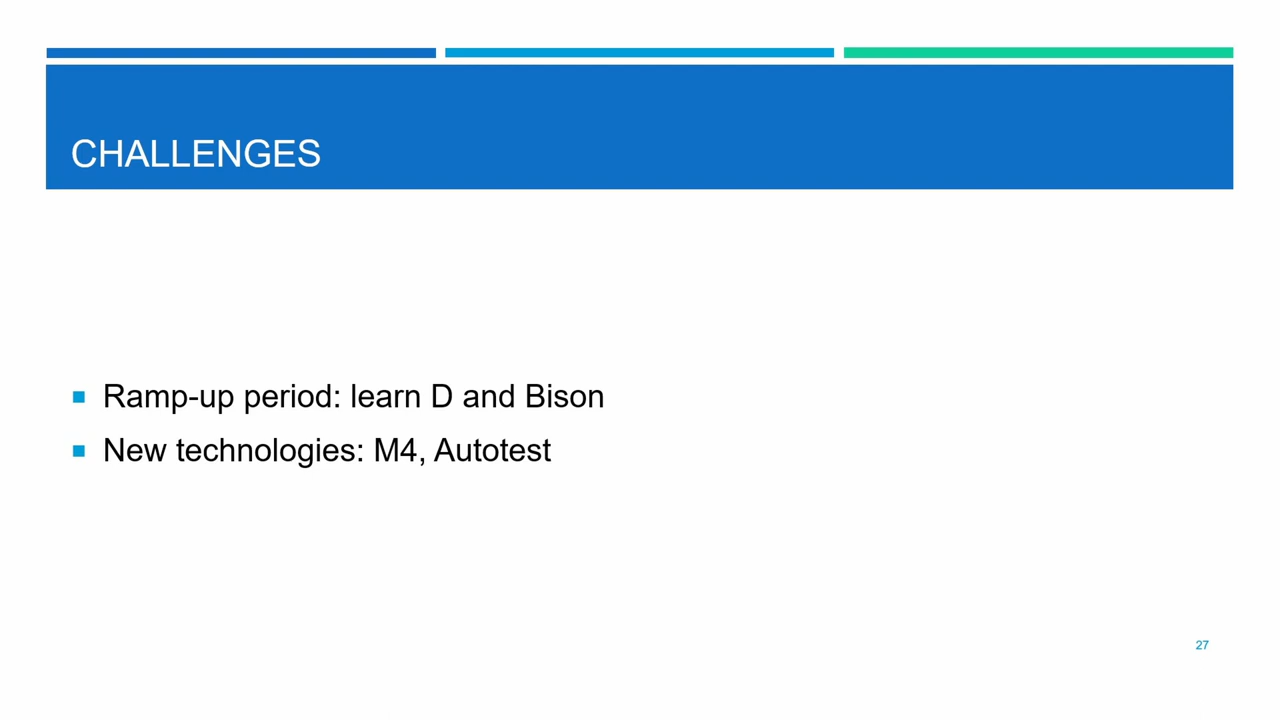 CHALLENGES
Ramp-up period: learn D and Bison
New technologies: M4, Autotest
27